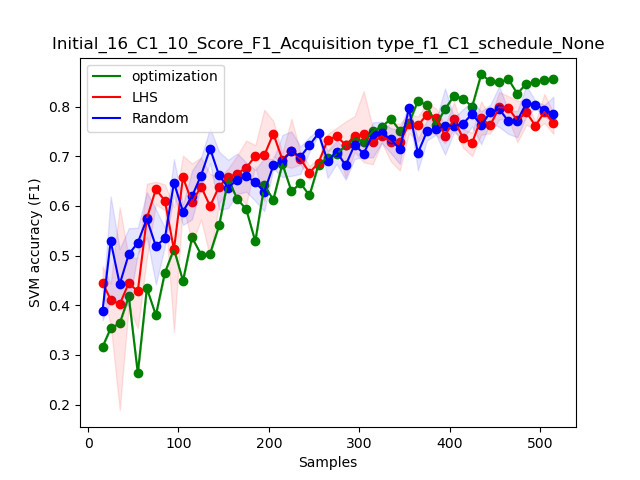 Initial_16_C1_10_Score_F1_Acquisition type_f1_C1_schedule_None
optimization
LHS
Random
SVM accuracy (F1)
0.8
0.7
0.6
0.5
0.4
0.3
0.2
0
100
200
300
400
500
Samples